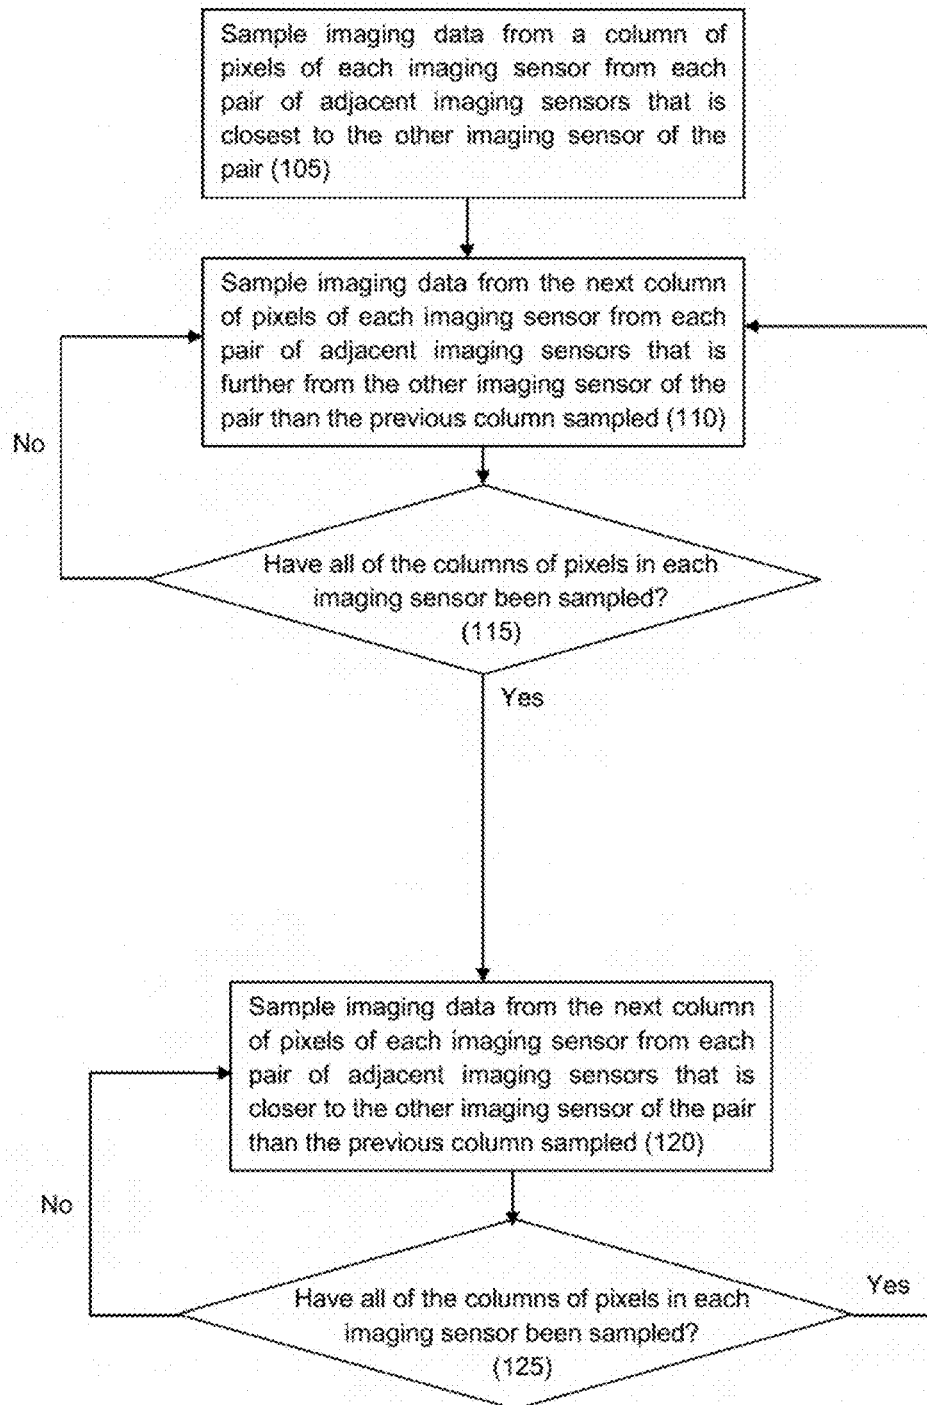 Sample imaging data from a column of
pixels of each imaging sensor from each
pair of adjacent imaging sensors that is
closest to the other imaging sensor of the
pair (105)
Sample imaging data from the next column
of pixels of each imaging sensor from each
pair of adjacent imaging sensors that is
further from the other imaging sensor of the
pair than the previous column sampled (110)
No
Have all of the columns of pixels in each
imaging sensor been sampled?
(115)
Yes
Sample imaging data from the next column
of pixels of each imaging sensor from each
pair of adjacent imaging sensors that is
closer to the other imaging sensor of the pair
than the previous column sampled (120)
No
Yes
Have all of the columns of pixels in each
imaging sensor been sampled?
(125)